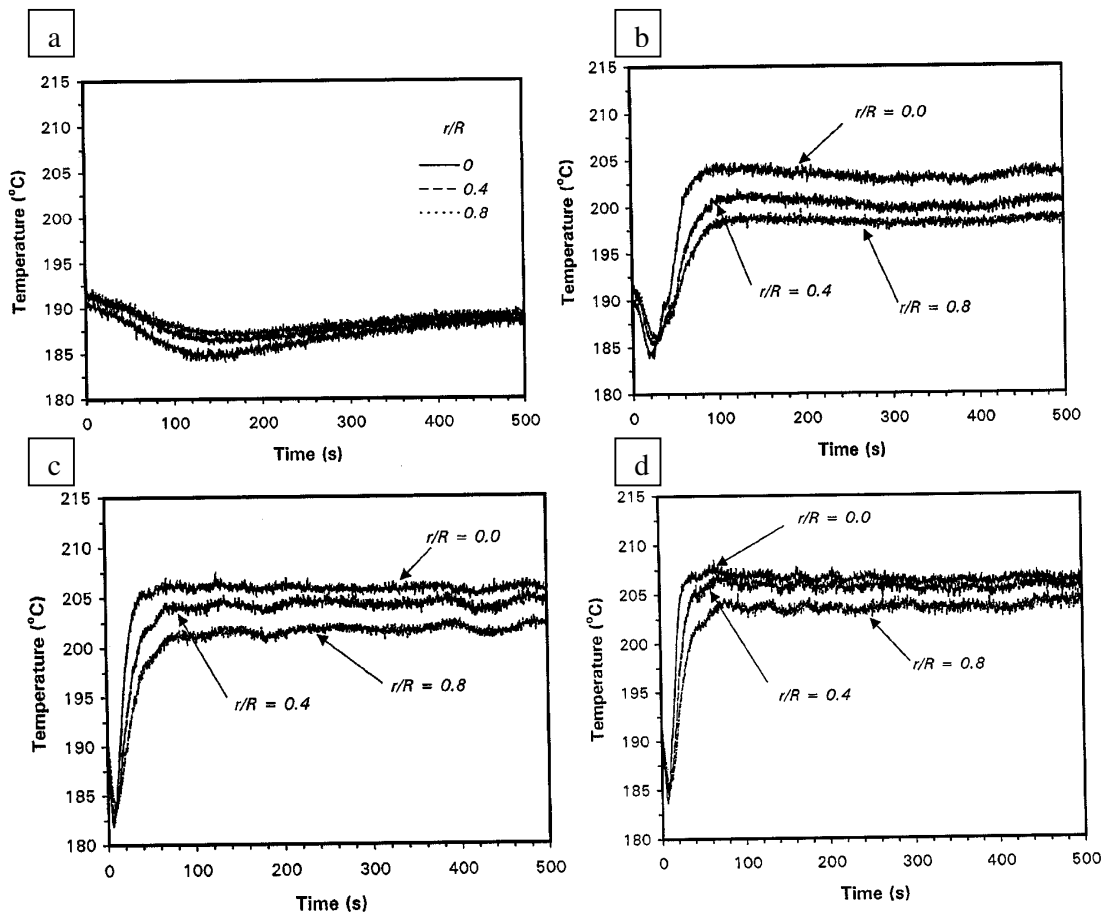 a
215
210
205
200
195
190
185
180
Temperature (°C)
r/R
0
0.4
0.8
0
100
200
300
400
500
Time (s)
b
215
210
205
200
195
190
185
180
Temperature (°C)
r/R = 0.0
r/R = 0.4
r/R = 0.8
0
100
200
300
400
500
Time (s)
c
215
210
205
200
195
190
185
180
Temperature (°C)
r/R = 0.0
r/R = 0.8
r/R = 0.4
0
100
200
300
400
500
Time (s)
d
215
210
205
200
195
190
185
180
Temperature (°C)
r/R = 0.0
r/R = 0.8
r/R = 0.4
0
100
200
300
400
500
Time (s)